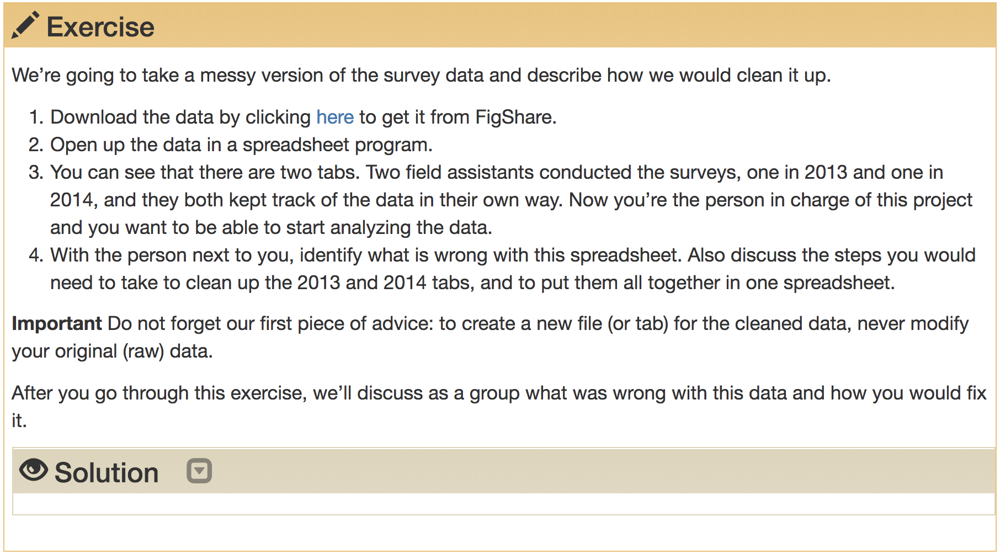 Exercise
We’re going to take a messy version of the survey data and describe how we would clean it up.
1. Download the data by clicking here to get it from FigShare.
2. Open up the data in a spreadsheet program.
3. You can see that there are two tabs. Two field assistants conducted the surveys, one in 2013 and one in
2014, and they both kept track of the data in their own way. Now you’re the person in charge of this project
and you want to be able to start analyzing the data.
4. With the person next to you, identify what is wrong with this spreadsheet. Also discuss the steps you would
need to take to clean up the 2013 and 2014 tabs, and to put them all together in one spreadsheet.
Important Do not forget our first piece of advice: to create a new file (or tab) for the cleaned data, never modify
your original (raw) data.
After you go through this exercise, we’ll discuss as a group what was wrong with this data and how you would fix
it.
Solution